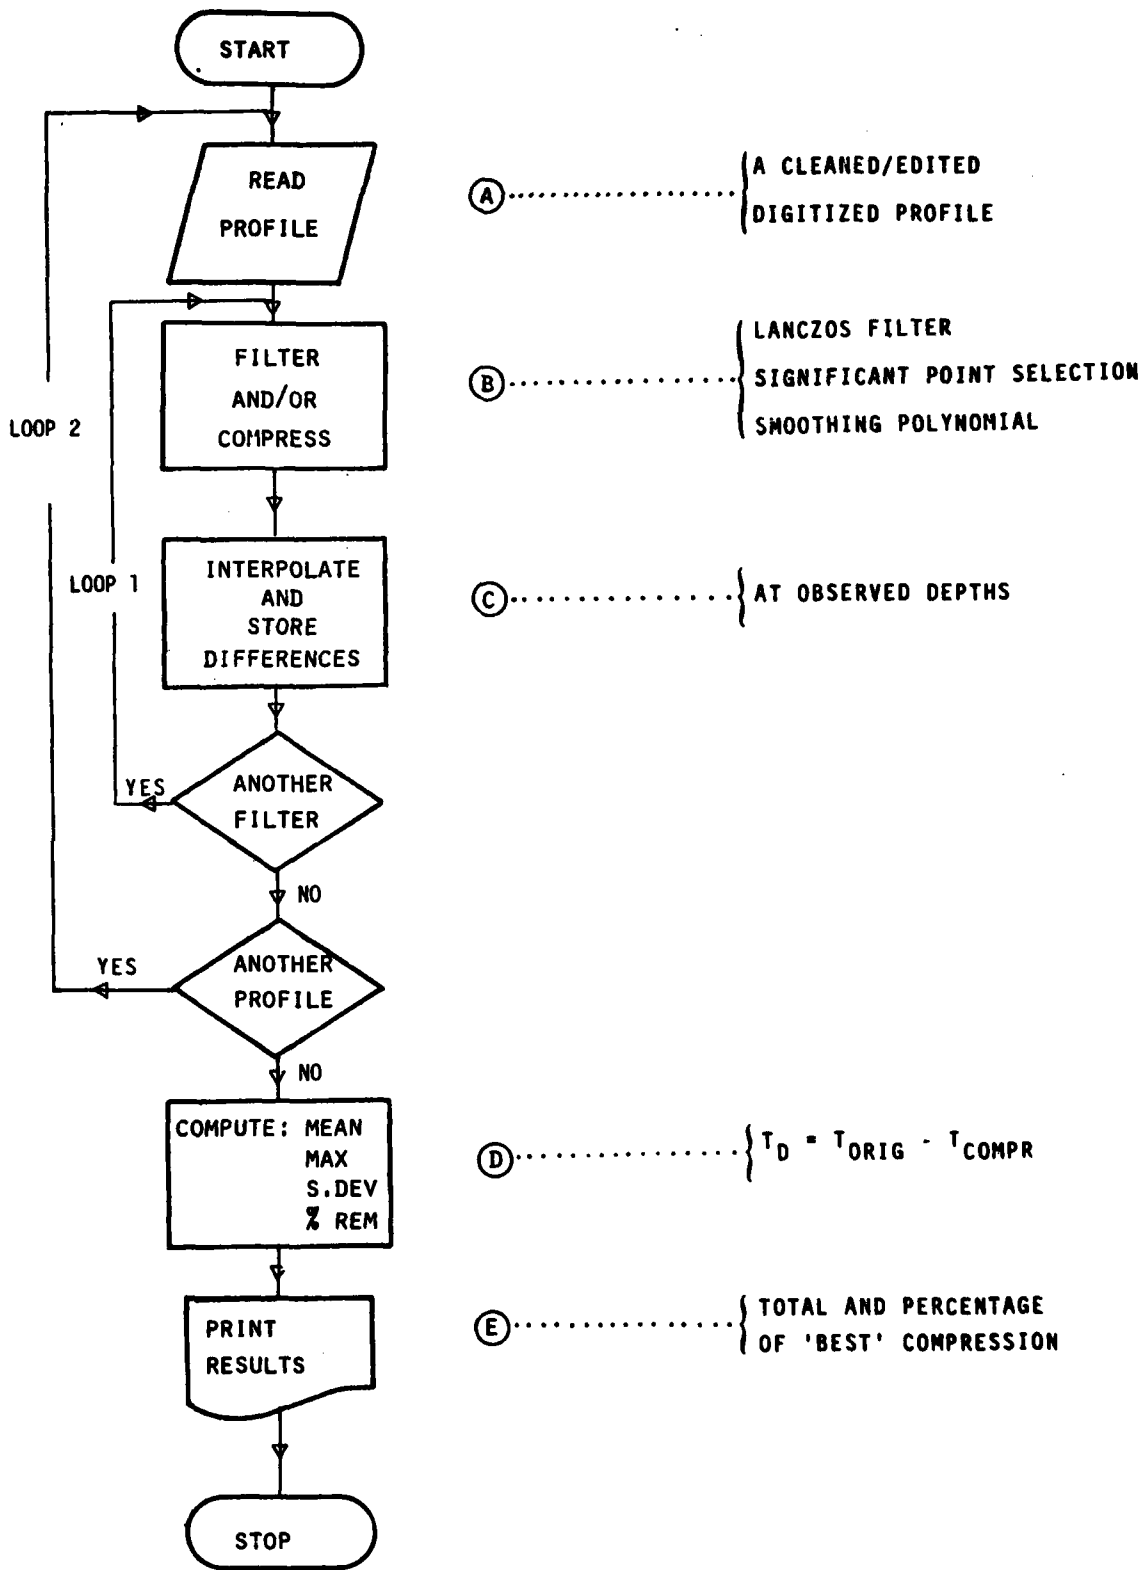 START
READ
PROFILE
A
A CLEANED/EDITED
DIGITIZED PROFILE
FILTER
AND/OR
COMPRESS
B
LANCZOS FILTER
SIGNIFICANT POINT SELECTION
SMOOTHING POLYNOMIAL
LOOP 2
LOOP 1
INTERPOLATE
AND
STORE
DIFFERENCES
C
AT OBSERVED DEPTHS
YES
ANOTHER
FILTER
NO
YES
ANOTHER
PROFILE
NO
COMPUTE: MEAN
MAX
S.DEV
% REM
D
T_D = T_ORIG - T_COMPR
PRINT
RESULTS
E
TOTAL AND PERCENTAGE
OF 'BEST' COMPRESSION
STOP